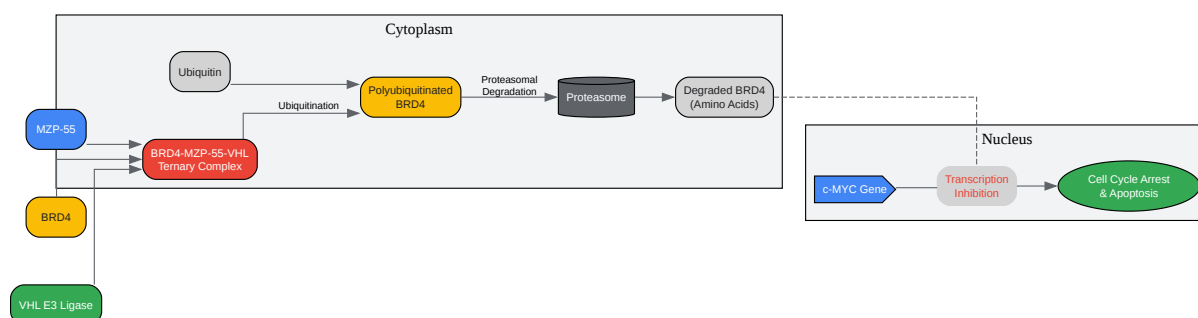 Cytoplasm
Ubiquitin
Ubiquitination
Polyubiquitinated
BRD4
Proteasomal
Degradation
Proteasome
Degraded BRD4
(Amino Acids)
MZP-55
BRD4-MZP-55-VHL
Ternary Complex
BRD4
VHL E3 Ligase
Nucleus
c-MYC Gene
Transcription
Inhibition
Cell Cycle Arrest
& Apoptosis